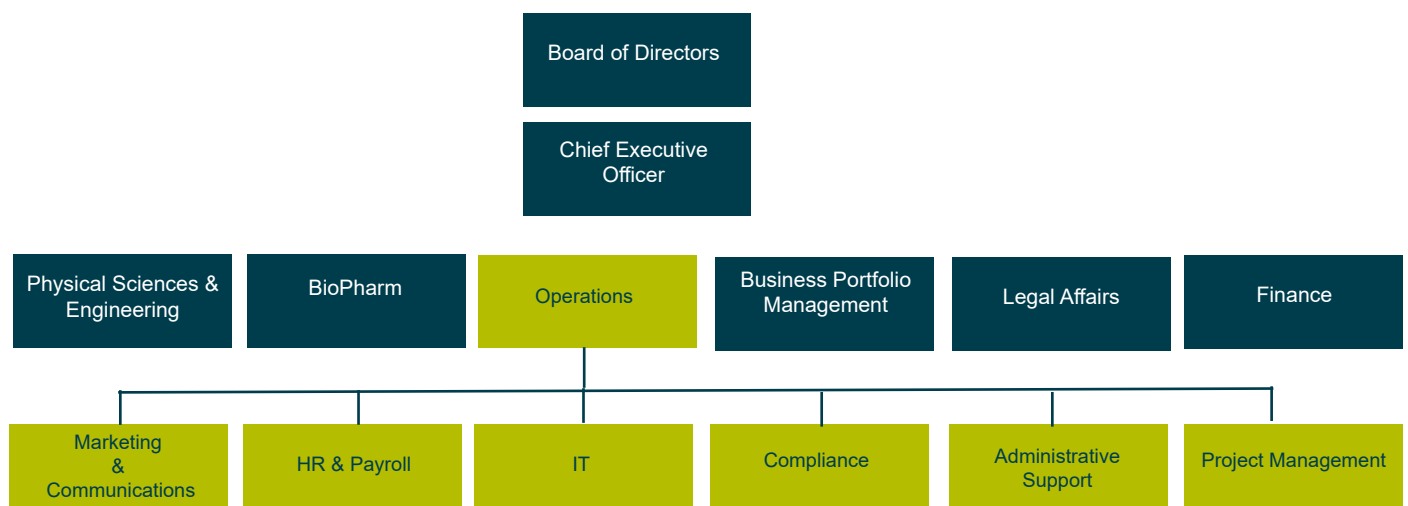 Board of Directors
Chief Executive
Officer
Physical Sciences &
Engineering
BioPharm
Operations
Business Portfolio
Management
Legal Affairs
Finance
Marketing
&
Communications
HR & Payroll
IT
Compliance
Administrative
Support
Project Management